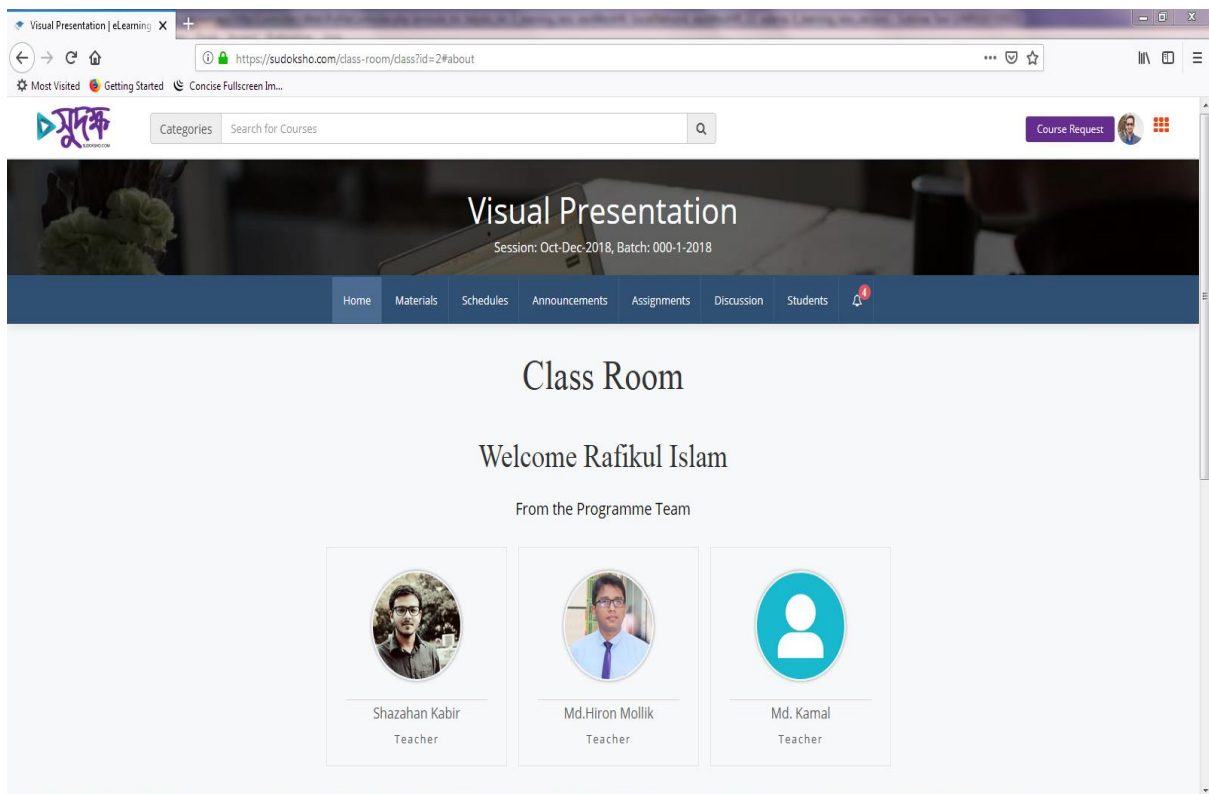 Visual Presentation | eLearning
https://sudoksho.com/class-room/class?id=2#about
Most Visited Getting Started Concise Fullscreen Im...
সুদক্ষ
SUDOKSHO.COM
Categories Search for Courses
Course Request
Visual Presentation
Session: Oct-Dec-2018, Batch: 000-1-2018
Home Materials Schedules Announcements Assignments Discussion Students 4
Class Room
Welcome Rafikul Islam
From the Programme Team
Shazahan Kabir Md.Hiron Mollik Md. Kamal
Teacher Teacher Teacher